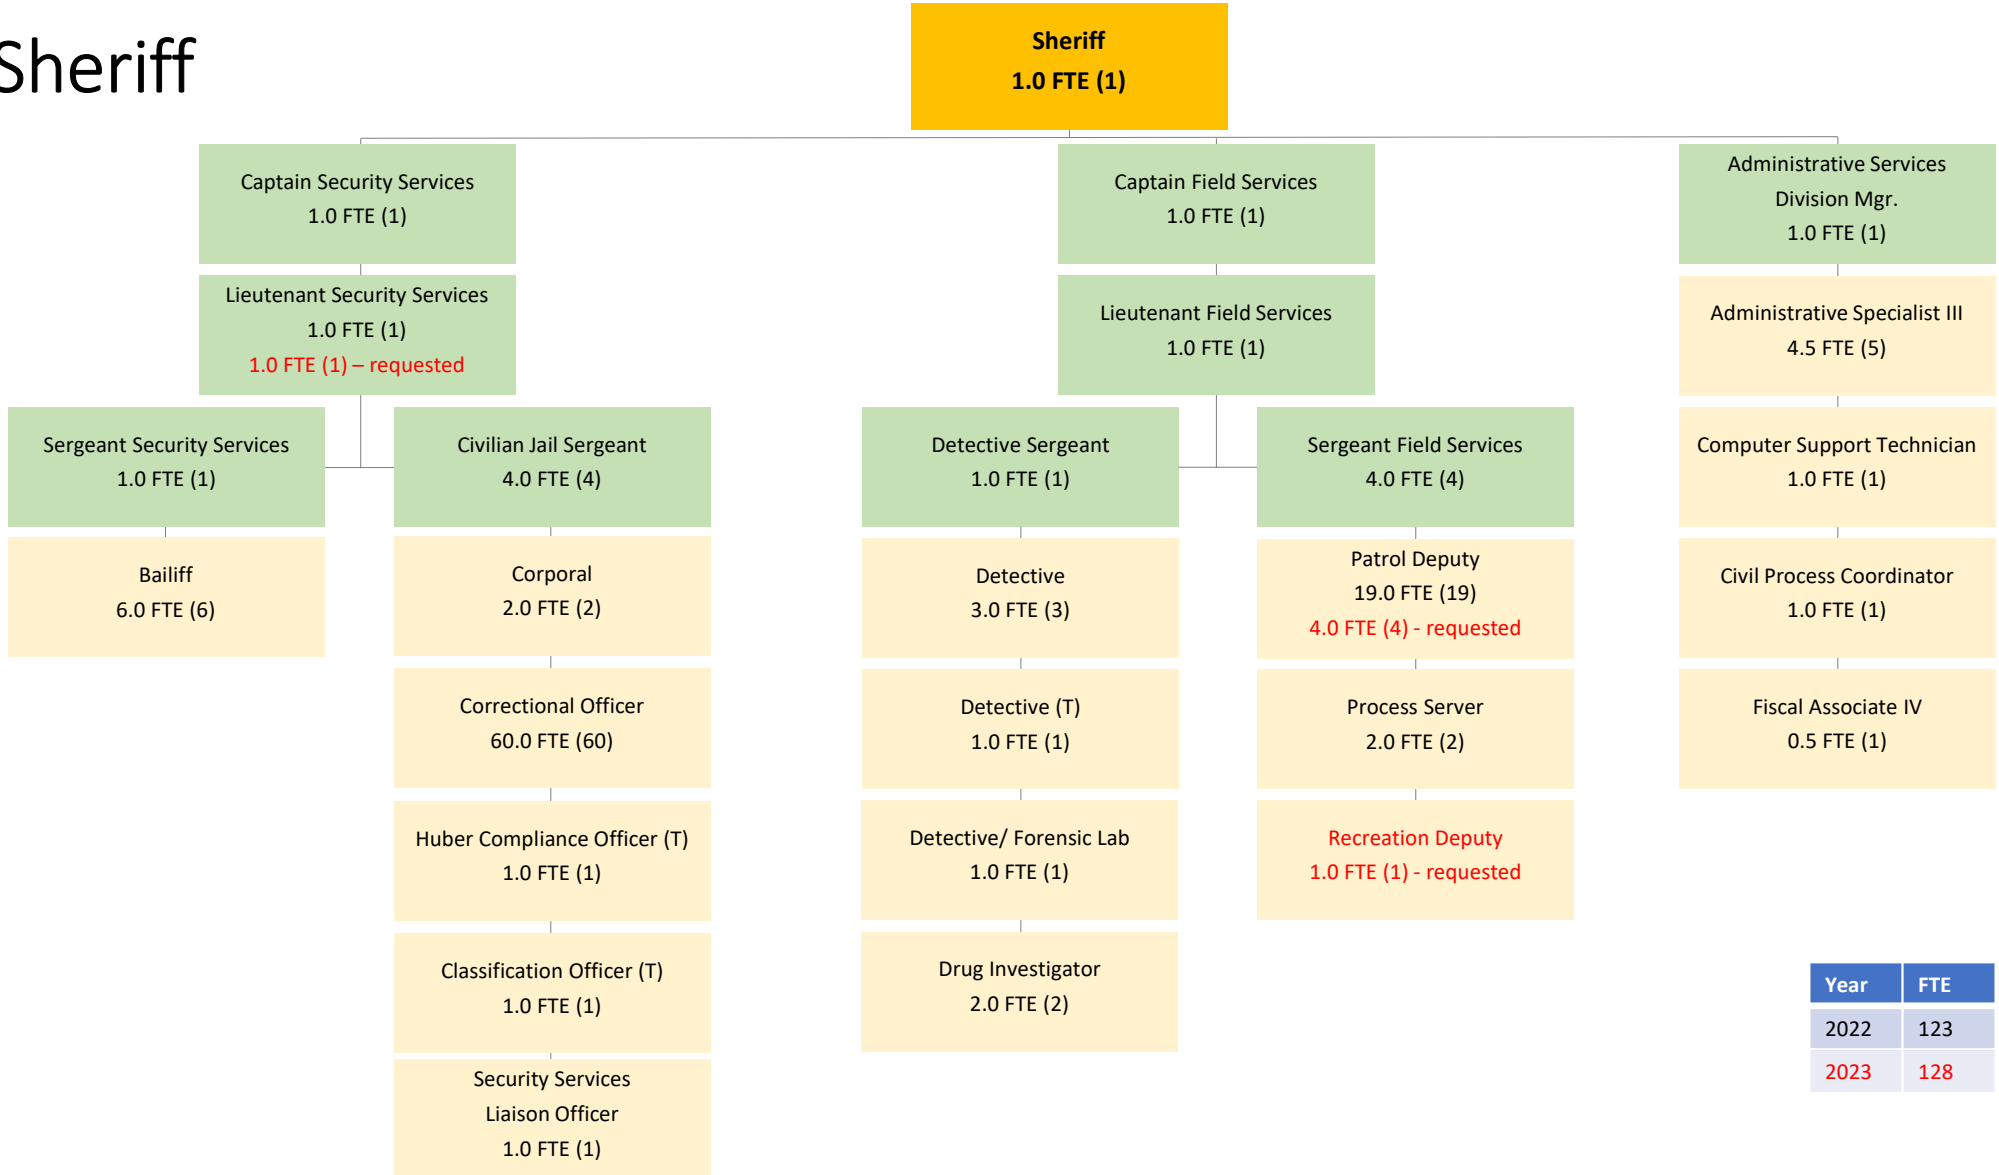 Sheriff
Sheriff
1.0 FTE (1)
Captain Security Services
1.0 FTE (1)
Captain Field Services
1.0 FTE (1)
Administrative Services
Division Mgr.
1.0 FTE (1)
Lieutenant Security Services
1.0 FTE (1)
1.0 FTE (1) – requested
Lieutenant Field Services
1.0 FTE (1)
Administrative Specialist III
4.5 FTE (5)
Sergeant Security Services
1.0 FTE (1)
Civilian Jail Sergeant
4.0 FTE (4)
Detective Sergeant
1.0 FTE (1)
Sergeant Field Services
4.0 FTE (4)
Computer Support Technician
1.0 FTE (1)
Bailiff
6.0 FTE (6)
Corporal
2.0 FTE (2)
Detective
3.0 FTE (3)
Patrol Deputy
19.0 FTE (19)
4.0 FTE (4) - requested
Civil Process Coordinator
1.0 FTE (1)
Correctional Officer
60.0 FTE (60)
Detective (T)
1.0 FTE (1)
Process Server
2.0 FTE (2)
Fiscal Associate IV
0.5 FTE (1)
Huber Compliance Officer (T)
1.0 FTE (1)
Detective/ Forensic Lab
1.0 FTE (1)
Recreation Deputy
1.0 FTE (1) - requested
Classification Officer (T)
1.0 FTE (1)
Drug Investigator
2.0 FTE (2)
Security Services
Liaison Officer
1.0 FTE (1)
Year FTE
2022 123
2023 128